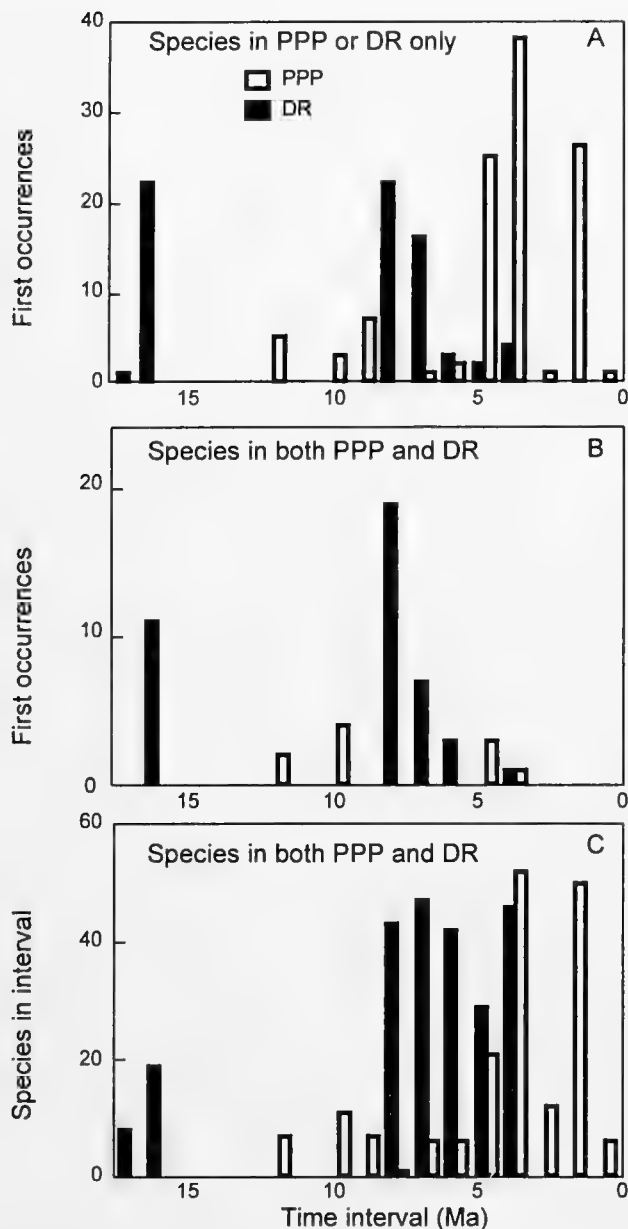 40
Species in PPP or DR only
A
PPP
DR
30
20
10
0
First occurrences
15
10
5
0
Species in both PPP and DR
B
20
10
0
First occurrences
15
10
5
0
60
Species in both PPP and DR
C
40
20
0
Species in interval
15
10
5
0
Time interval (Ma)